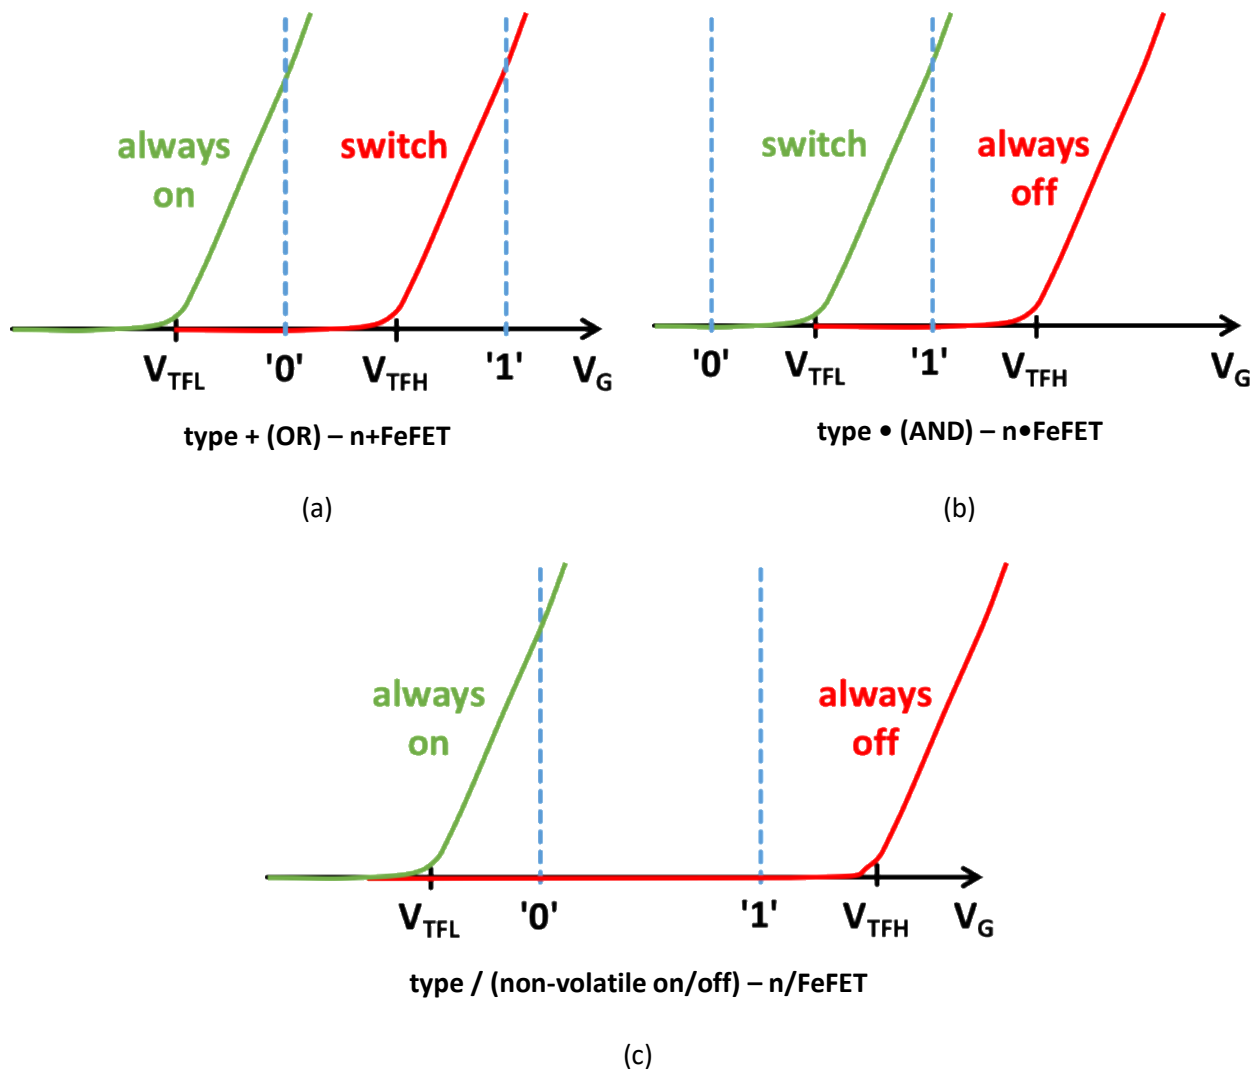 always
on
switch
V_TFL '0' V_TFH '1' V_G
type + (OR) – n+FeFET
(a)
switch
always
off
'0' V_TFL '1' V_TFH V_G
type • (AND) – n•FeFET
(b)
always
on
always
off
V_TFL '0' '1' V_TFH V_G
type / (non-volatile on/off) – n/FeFET
(c)